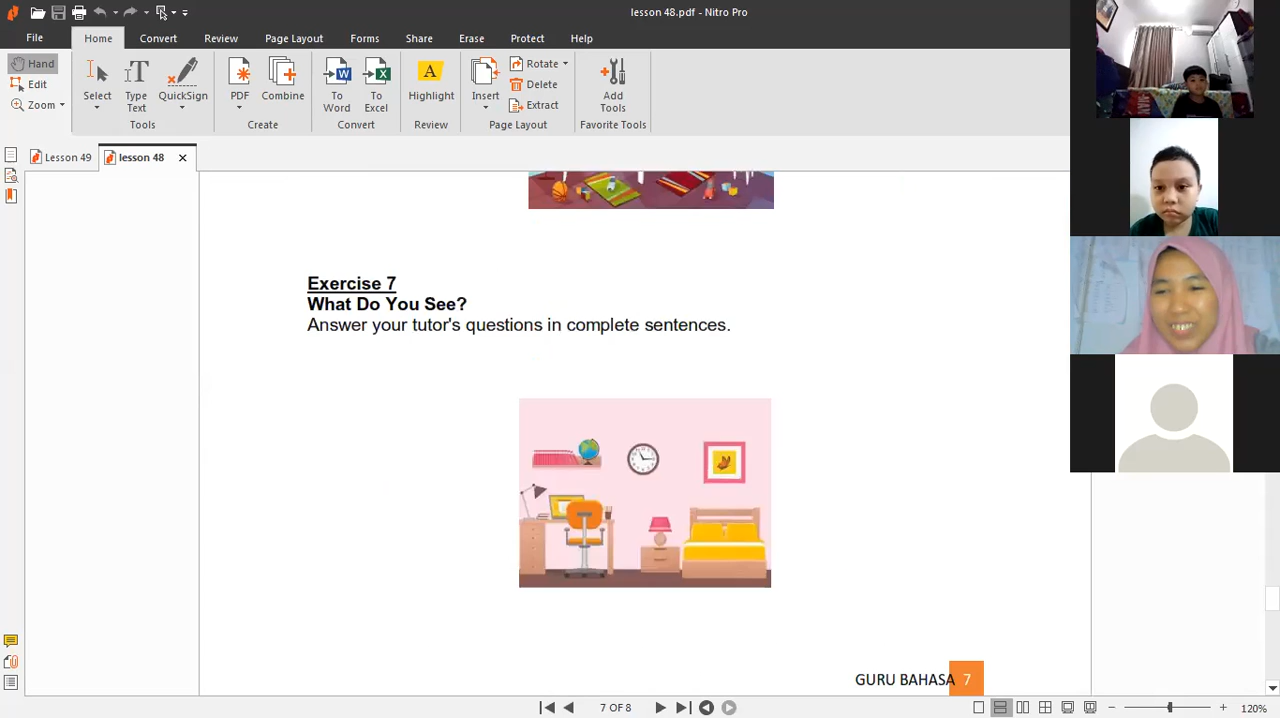 lesson 48.pdf - Nitro Pro
File
Home
Convert
Review
Page Layout
Forms
Share
Erase
Protect
Help
Hand
Edit
Zoom
Select
Type Text
QuickSign
Tools
PDF
Combine
Create
To Word
To Excel
Convert
Highlight
Review
Insert
Rotate
Delete
Extract
Page Layout
Add Tools
Favorite Tools
Lesson 49
lesson 48
Exercise 7
What Do You See?
Answer your tutor's questions in complete sentences.
GURU BAHASA 7
7 OF 8
120%